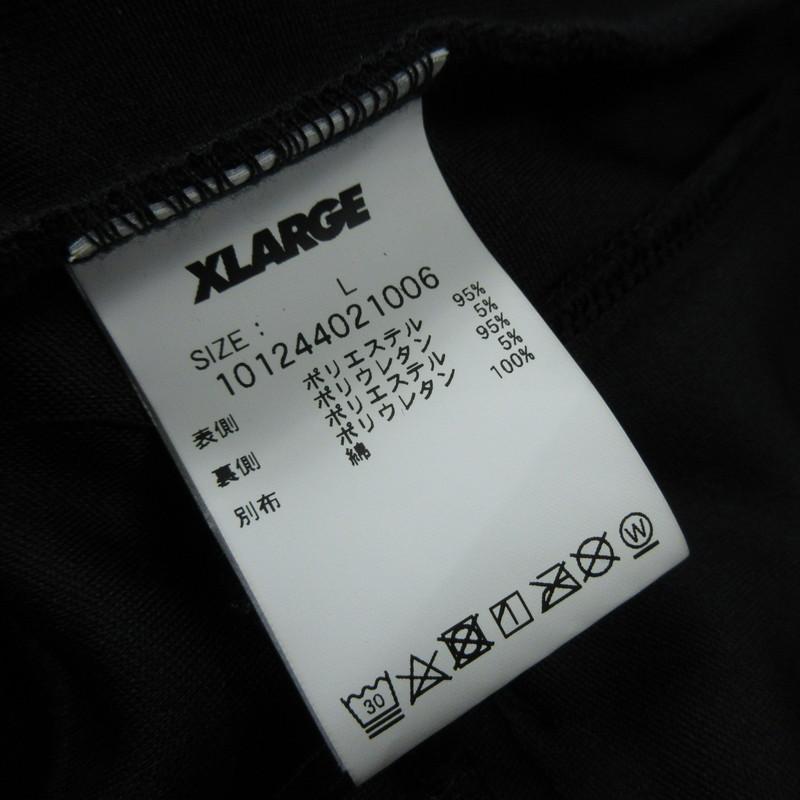 XLARGE
SIZE : L
101244021006
表側 ポリエステル 95%
ポリウレタン 5%
裏側 ポリエステル 95%
ポリウレタン 5%
別布 綿 100%
30
W